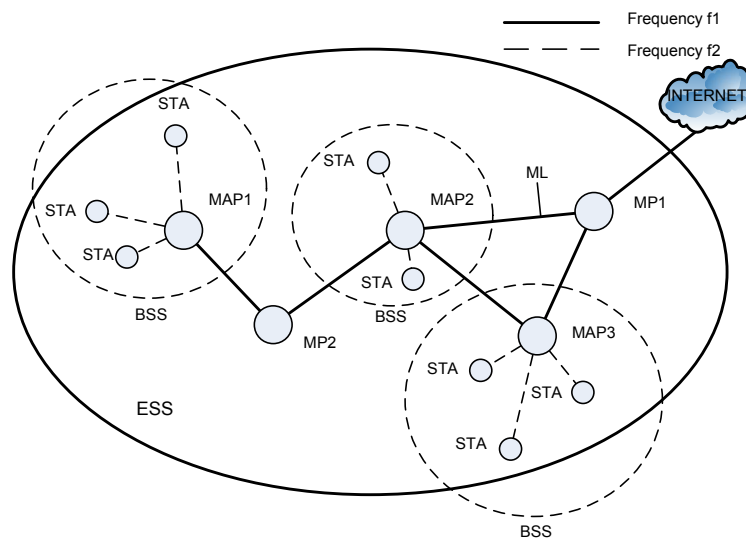 Frequency f1
Frequency f2
INTERNET
STA
MAP1
STA
STA
BSS
STA
MAP2
STA
BSS
ML
MP1
MP2
MAP3
STA
STA
STA
BSS
ESS